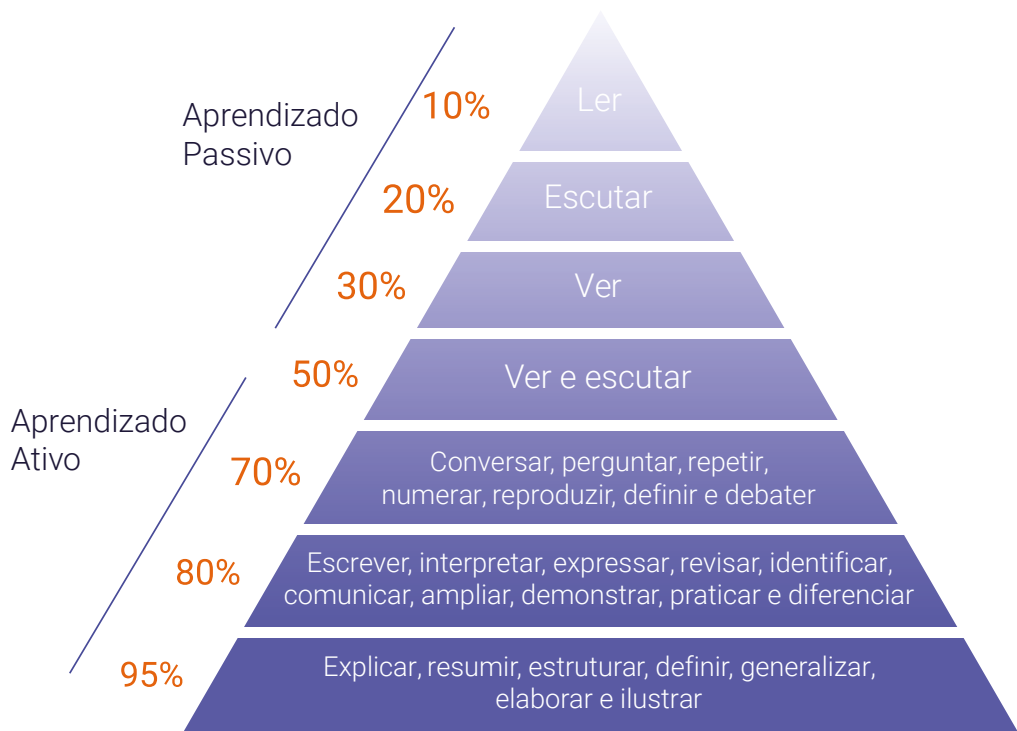 Aprendizado
Passivo
10%
Ler
20%
Escutar
30%
Ver
50%
Ver e escutar
Aprendizado
Ativo
70%
Conversar, perguntar, repetir,
numerar, reproduzir, definir e debater
80%
Escrever, interpretar, expressar, revisar, identificar,
comunicar, ampliar, demonstrar, praticar e diferenciar
95%
Explicar, resumir, estruturar, definir, generalizar,
elaborar e ilustrar